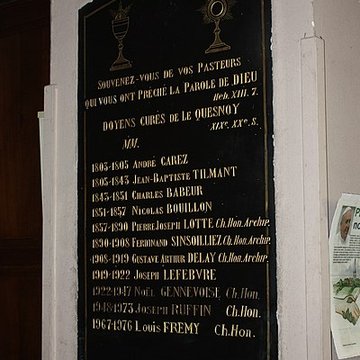 Souvenez-vous de vos Pasteurs
qui vous ont Prêché la Parole de DIEU
Heb. XIII. 7.
DOYENS CURÉS de LE QUESNOY
XIXe. XXe. S.
MM.
1803-1805 André CAREZ
1805-1843 Jean-Baptiste TILMANT
1843-1851 Charles BABEUR
1851-1857 Nicolas BOUILLON
1857-1890 Pierre Joseph LOTTE Ch. Hon. Archip.
1890-1908 Ferdinand SINSOILLIEZ Ch. Hon. Archip.
1908-1919 Gustave Arthur DELAY Ch. Hon. Archip.
1919-1922 Joseph LEFEBVRE
1922-1947 Noël GENNEVOISE Ch. Hon.
1948-1973 Joseph RUFFIN Ch. Hon.
1967-1976 Louis FREMY Ch. Hon.